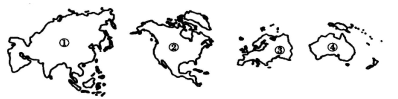 ① ② ③ ④